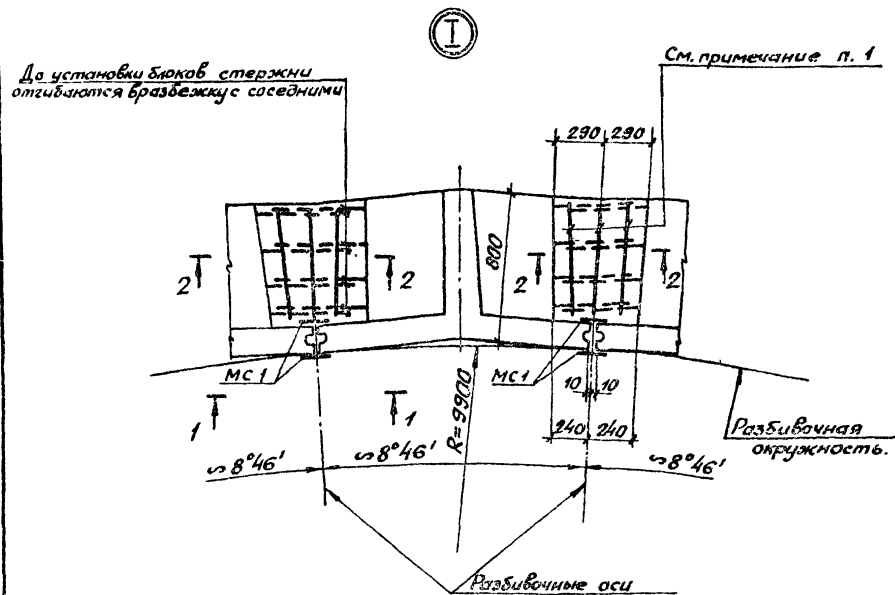 I
До установки блоков стержни
отгибаются вразбежку с соседними
См. примечание п. 1
290 290
800
2 2
2 2
МС1
МС1
10 10
1 1
R=9900
240 240
Разбивочная
окружность.
∽8°46' ∽8°46' ∽8°46'
Разбивочные оси